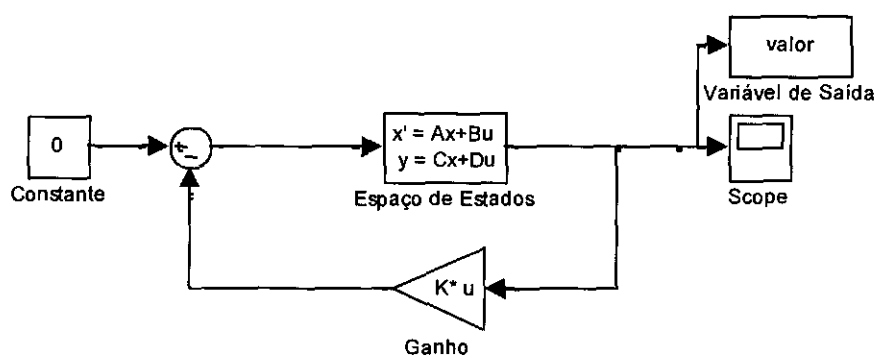 valor
Variável de Saída
0
Constante
+
-
x' = Ax+Bu
y = Cx+Du
Espaço de Estados
Scope
K* u
Ganho